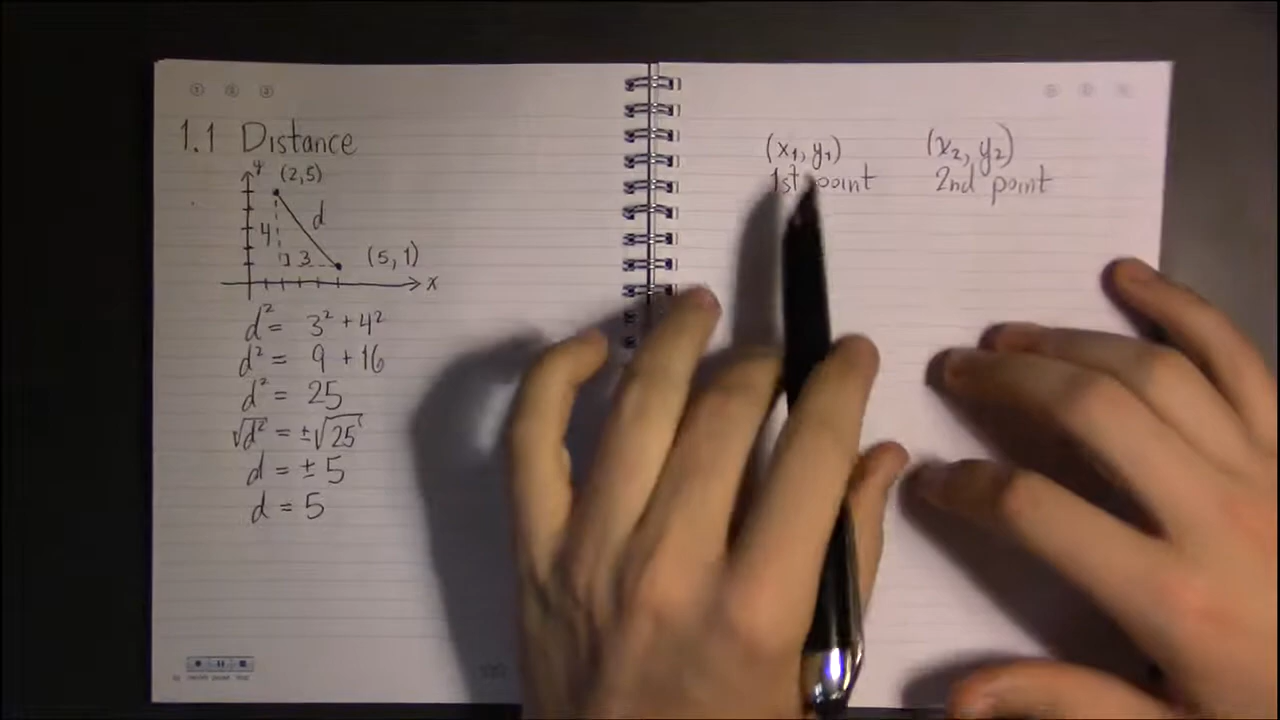 1.1 Distance
y
(2,5)
d
4
3
(5,1)
x
d² = 3² + 4²
d² = 9 + 16
d² = 25
√d² = ±√25
d = ± 5
d = 5
(x₁, y₁) (x₂, y₂)
1st point 2nd point